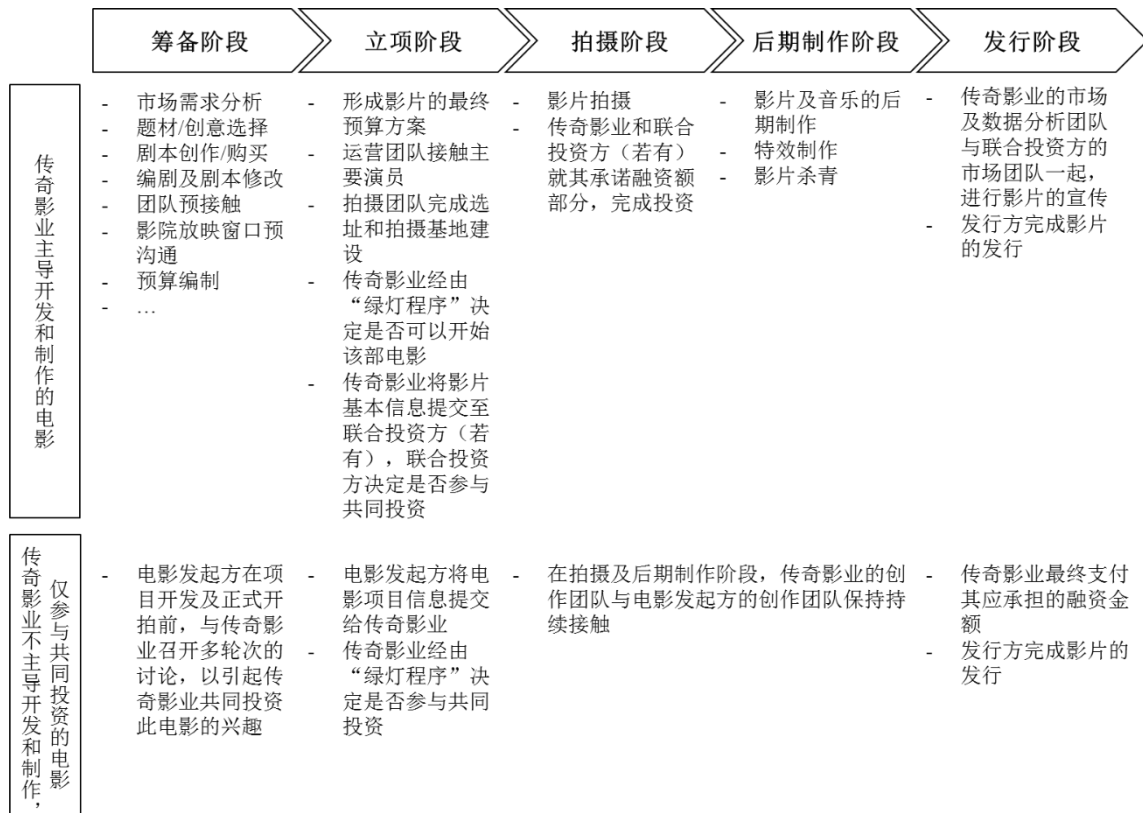 筹备阶段
立项阶段
拍摄阶段
后期制作阶段
发行阶段
传奇影业主导开发和制作的电影
- 市场需求分析
- 题材/创意选择
- 剧本创作/购买
- 编剧及剧本修改
- 团队预接触
- 影院放映窗口预
沟通
- 预算编制
- …
- 形成影片的最终
预算方案
- 运营团队接触主
要演员
- 拍摄团队完成选
址和拍摄基地建
设
- 传奇影业经由
“绿灯程序”决
定是否可以开始
该部电影
- 传奇影业将影片
基本信息提交至
联合投资方（若
有），联合投资
方决定是否参与
共同投资
- 影片拍摄
- 传奇影业和联合
投资方（若有）
就其承诺融资额
部分，完成投资
- 影片及音乐的后
期制作
- 特效制作
- 影片杀青
- 传奇影业的市场
及数据分析团队
与联合投资方的
市场团队一起，
进行影片的宣传
- 发行方完成影片
的发行
传奇影业不主导开发和制作，
仅参与共同投资的电影
- 电影发起方在项
目开发及正式开
拍前，与传奇影
业召开多轮次的
讨论，以引起传
奇影业共同投资
此电影的兴趣
- 电影发起方将电
影项目信息提交
给传奇影业
- 传奇影业经由
“绿灯程序”决
定是否参与共同
投资
- 在拍摄及后期制作阶段，传奇影业的创
作团队与电影发起方的创作团队保持持
续接触
- 传奇影业最终支付
其应承担的融资金
额
- 发行方完成影片的
发行